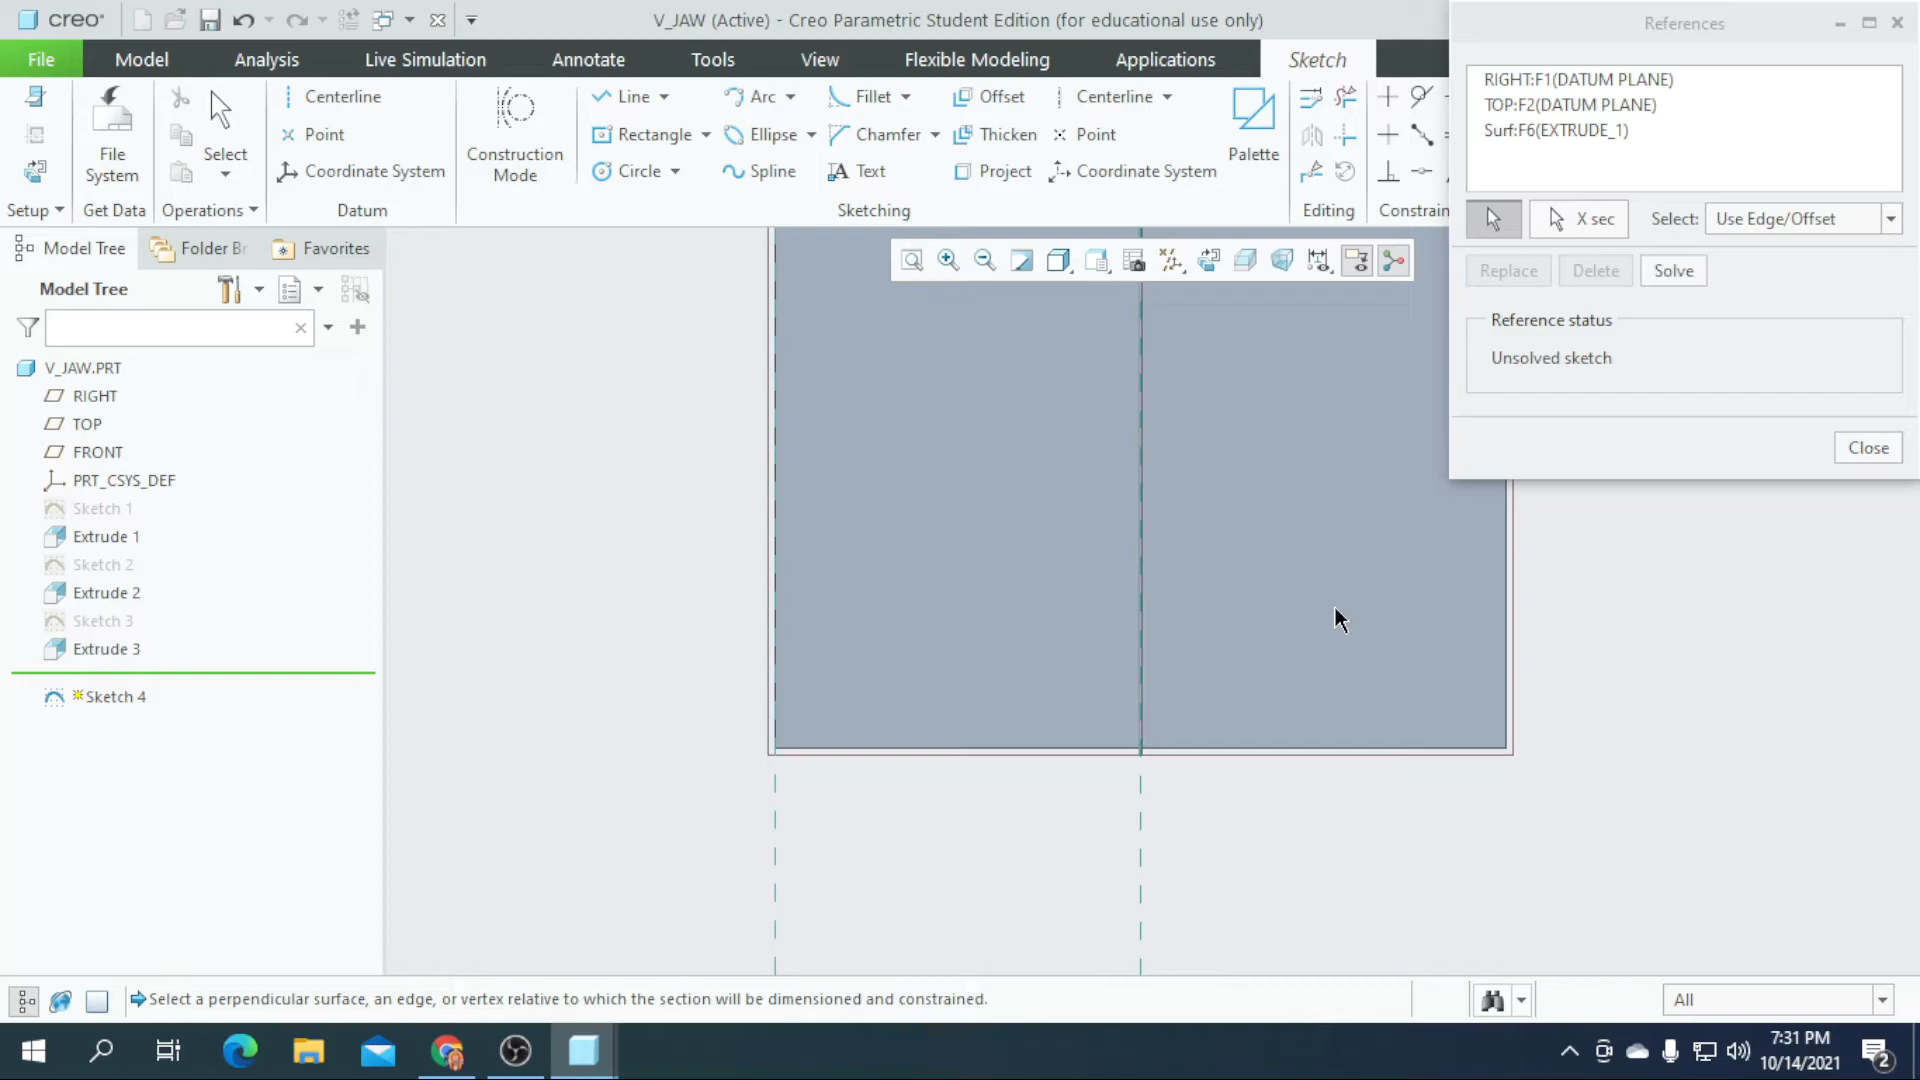 creo®
V_JAW (Active) - Creo Parametric Student Edition (for educational use only)
References
File
Model
Analysis
Live Simulation
Annotate
Tools
View
Flexible Modeling
Applications
Sketch
Centerline
Point
Coordinate System
File System
Select
Construction Mode
Line
Rectangle
Circle
Arc
Ellipse
Spline
Fillet
Chamfer
Text
Offset
Thicken
Project
Centerline
Point
Coordinate System
Palette
Setup
Get Data
Operations
Datum
Sketching
Editing
Constrain
RIGHT:F1(DATUM PLANE)
TOP:F2(DATUM PLANE)
Surf:F6(EXTRUDE_1)
X sec
Select:
Use Edge/Offset
Replace
Delete
Solve
Reference status
Unsolved sketch
Close
Model Tree
Folder Br
Favorites
Model Tree
V_JAW.PRT
RIGHT
TOP
FRONT
PRT_CSYS_DEF
Sketch 1
Extrude 1
Sketch 2
Extrude 2
Sketch 3
Extrude 3
Sketch 4
Select a perpendicular surface, an edge, or vertex relative to which the section will be dimensioned and constrained.
All
7:31 PM
10/14/2021
2